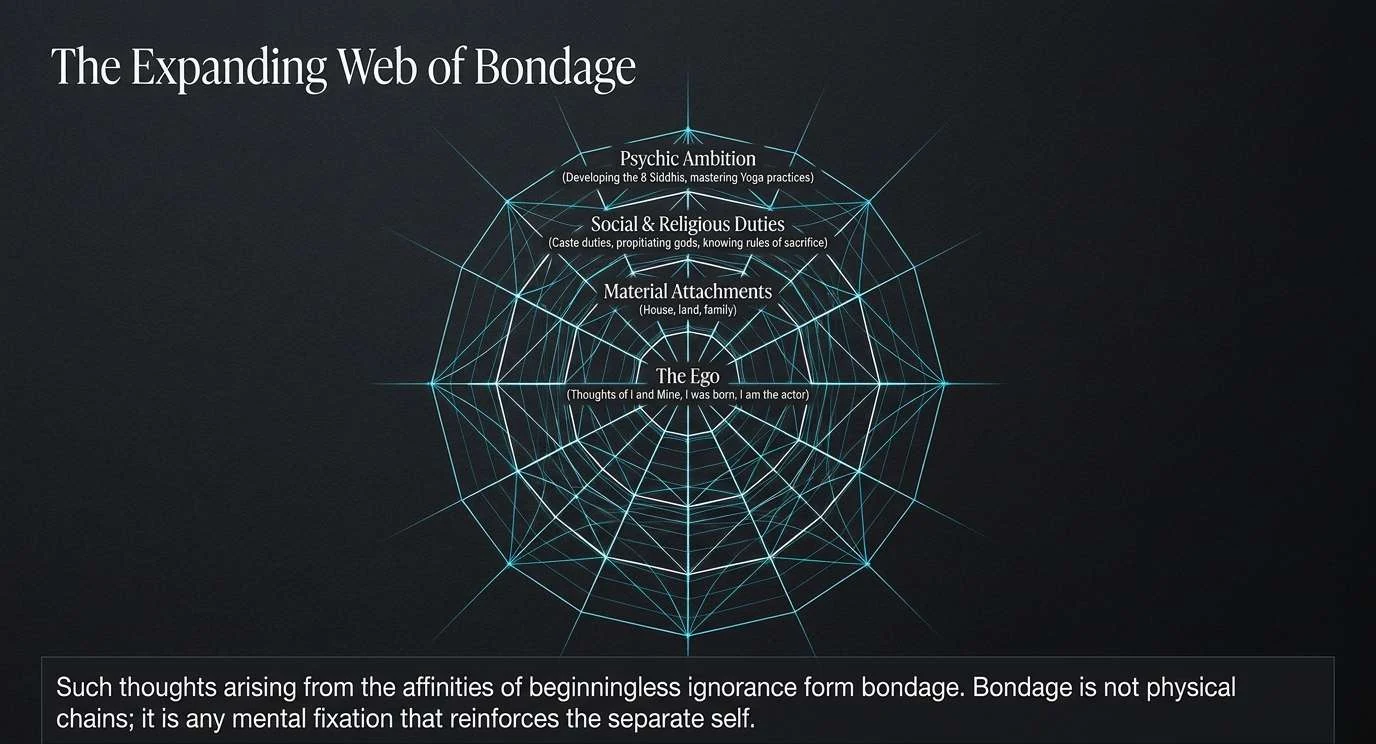 The Expanding Web of Bondage
Psychic Ambition
(Developing the 8 Siddhis, mastering Yoga practices)
Social & Religious Duties
(Caste duties, propitiating gods, knowing rules of sacrifice)
Material Attachments
(House, land, family)
The Ego
(Thoughts of I and Mine, I was born, I am the actor)
Such thoughts arising from the affinities of beginningless ignorance form bondage. Bondage is not physical
chains; it is any mental fixation that reinforces the separate self.